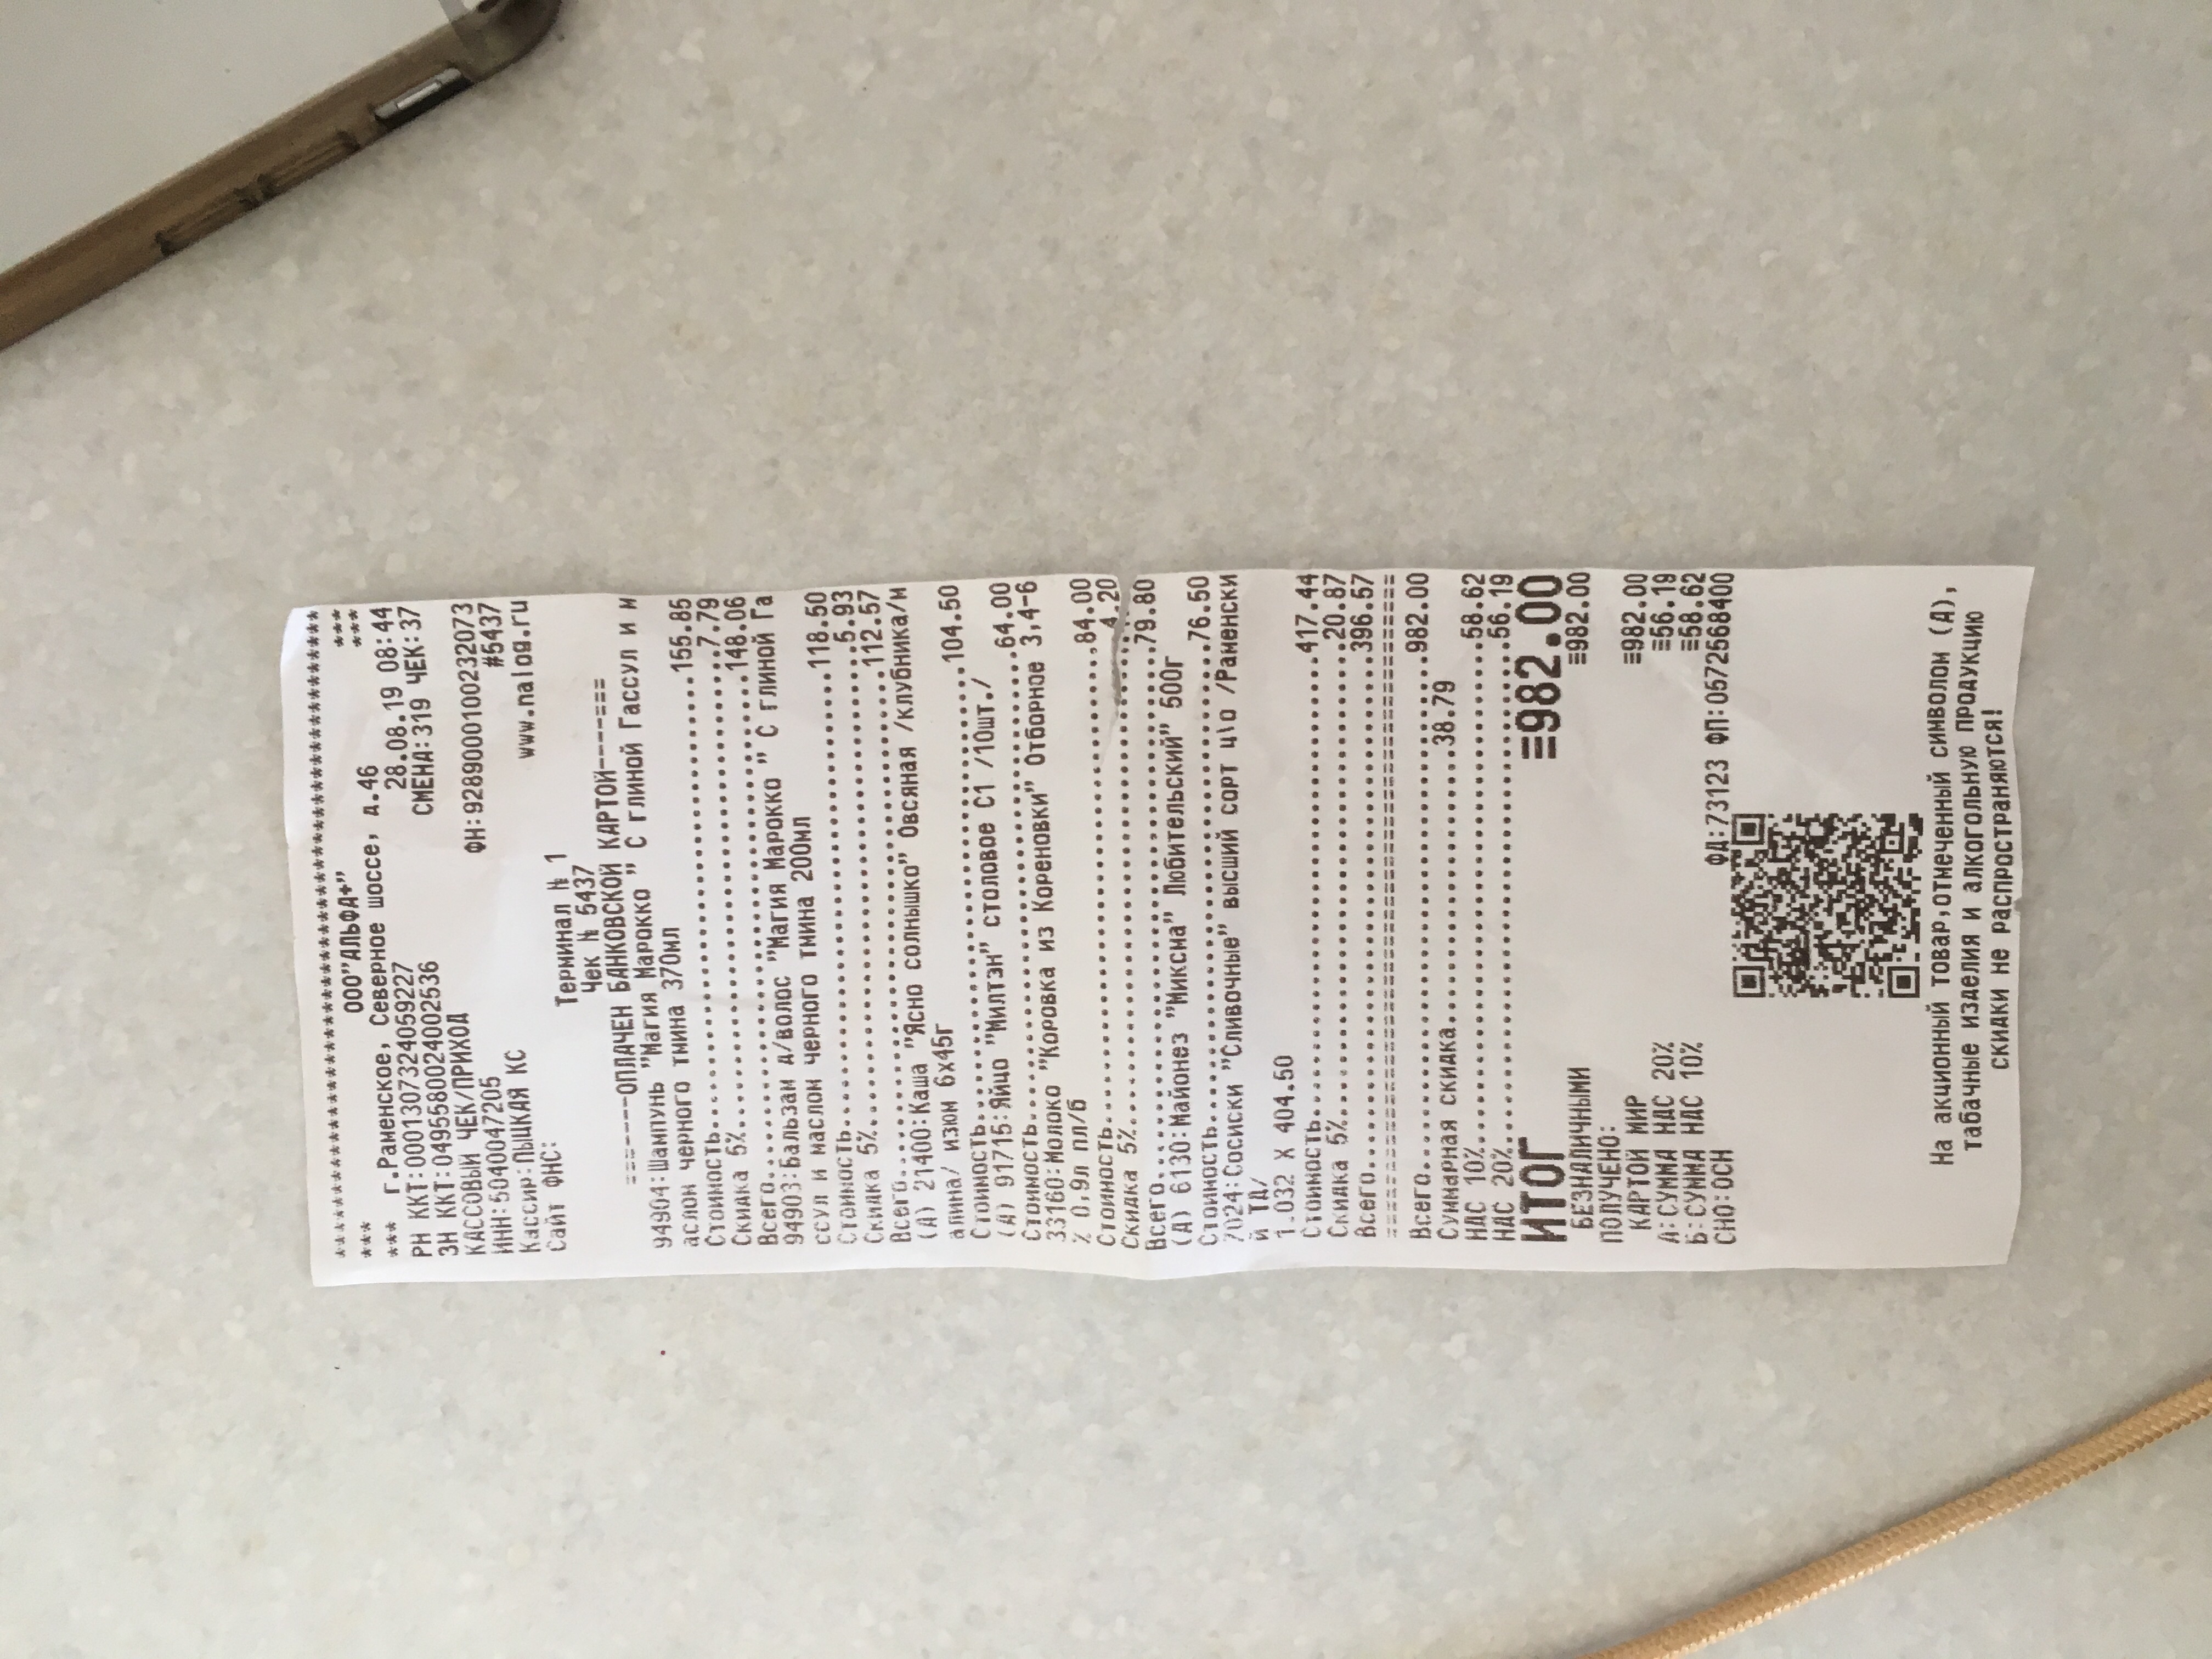 ************************************************
ООО"АЛЬФА+" ***
*** г.Раменское, Северное шоссе, д.46 ***
***
РН ККТ:0001307324059227 28.08.19 08:44
ЗН ККТ:04955800240025​36 СМЕНА:319 ЧЕК:37
КАССОВЫЙ ЧЕК/ПРИХОД
ИНН:5040047205 ФН:9289000100232073
Кассир:ПЫЦКАЯ КС #5437
Сайт ФНС: www.nalog.ru
Терминал № 1
Чек № 5437
===----ОПЛАЧЕН БАНКОВСКОЙ КАРТОЙ----===
94904:Шампунь "Магия Марокко " С глиной Гассул и м
аслом черного тмина 370мл
Стоимость...155.85
Скидка 5%...7.79
Всего...148.06
94903:Бальзам д/волос "Магия Марокко " С глиной Га
ссул и маслом черного тмина 200мл
Стоимость...118.50
Скидка 5%...5.93
Всего...112.57
(А) 21400:Каша "Ясно солнышко" Овсяная /клубника/м
алина/ изюм 6х45г
Стоимость...104.50
(А) 91715:Яйцо "Милтэн" столовое С1 /10шт./
Стоимость...64.00
33160:Молоко "Коровка из Кореновки" Отборное 3,4-6
% 0,9л пл/б
Стоимость...84.00
Скидка 5%...4.20
Всего...79.80
(А) 6130:Майонез "Миксма" Любительский" 500г
Стоимость...76.50
7024:Сосиски "Сливочные" высший сорт ч\о /Раменски
й ТД/
1.032 X 404.50
Стоимость...417.44
Скидка 5%...20.87
Всего...396.57
================================================
Всего...982.00
Суммарная скидка...38.79
НДС 10%...58.62
НДС 20%...56.19
ИТОГ ≡982.00
БЕЗНАЛИЧНЫМИ ≡982.00
ПОЛУЧЕНО:
КАРТОЙ МИР ≡982.00
А:СУММА НДС 20% ≡56.19
Б:СУММА НДС 10% ≡58.62
СНО:ОСН ФД:73123 ФП:0572568400
На акционный товар,отмеченный символом (А),
табачные изделия и алкогольную продукцию
скидки не распространяются!